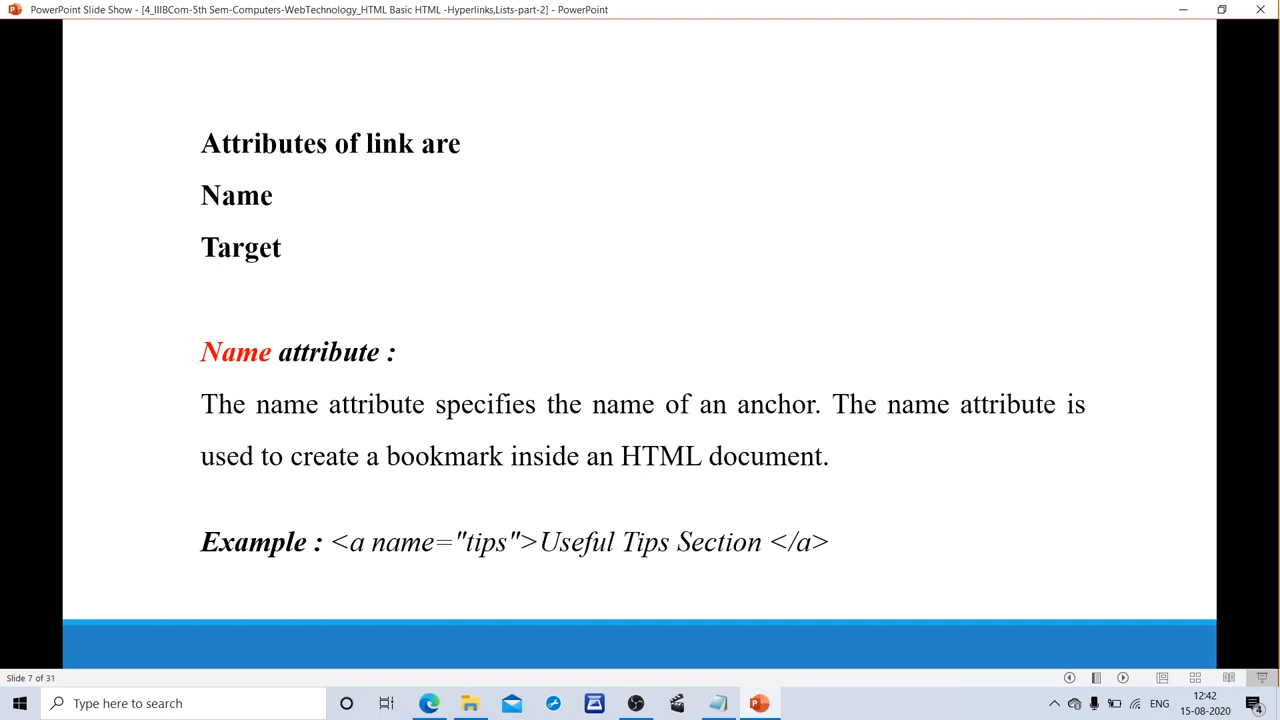 PowerPoint Slide Show - [4_IIIBCom-5th Sem-Computers-WebTechnology_HTML Basic HTML -Hyperlinks,Lists-part-2] - PowerPoint
Attributes of link are
Name
Target
Name attribute :
The name attribute specifies the name of an anchor. The name attribute is
used to create a bookmark inside an HTML document.
Example : <a name="tips">Useful Tips Section </a>
Slide 7 of 31
Type here to search
ENG
12:42
15-08-2020
4